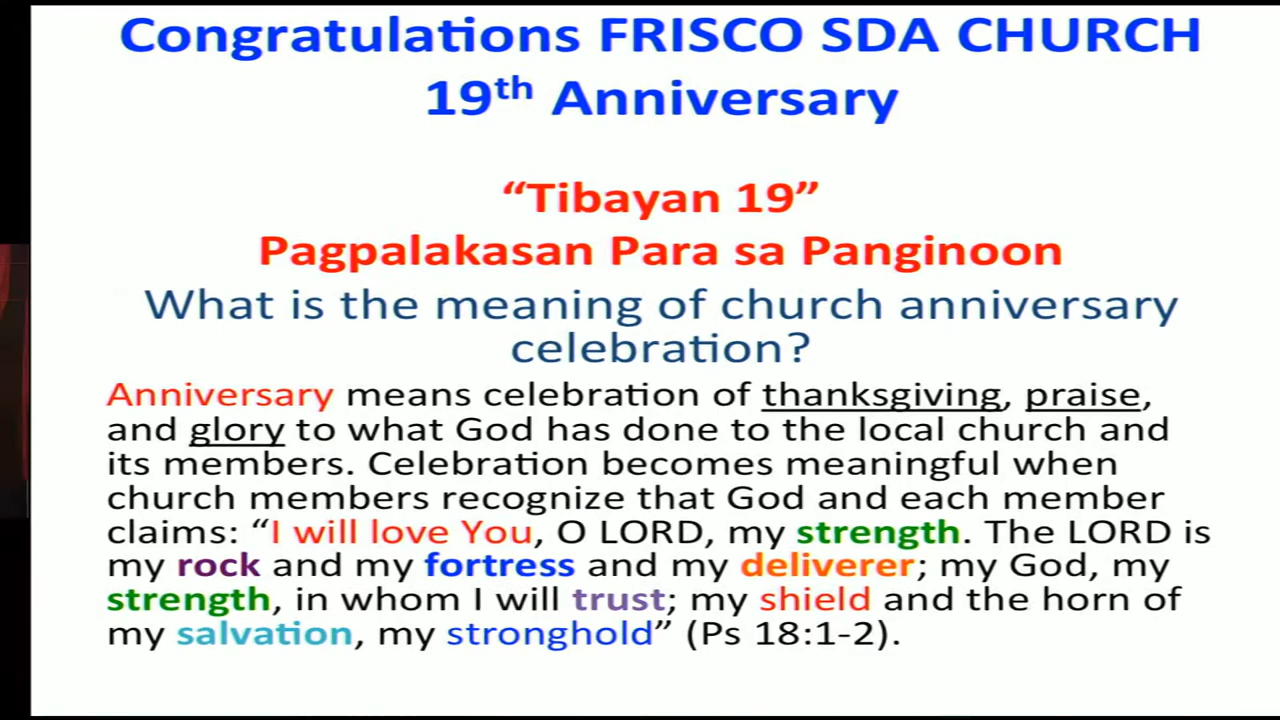 Congratulations FRISCO SDA CHURCH
19th Anniversary
“Tibayan 19”
Pagpalakasan Para sa Panginoon
What is the meaning of church anniversary
celebration?
Anniversary means celebration of thanksgiving, praise,
and glory to what God has done to the local church and
its members. Celebration becomes meaningful when
church members recognize that God and each member
claims: “I will love You, O LORD, my strength. The LORD is
my rock and my fortress and my deliverer; my God, my
strength, in whom I will trust; my shield and the horn of
my salvation, my stronghold” (Ps 18:1-2).